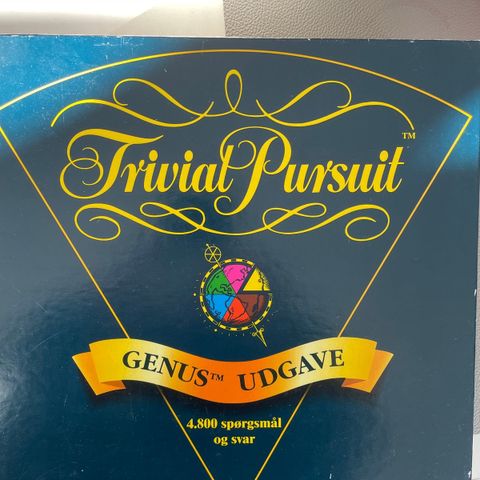 Trivial Pursuit™
GENUS™ UDGAVE
4.800 spørgsmål
og svar